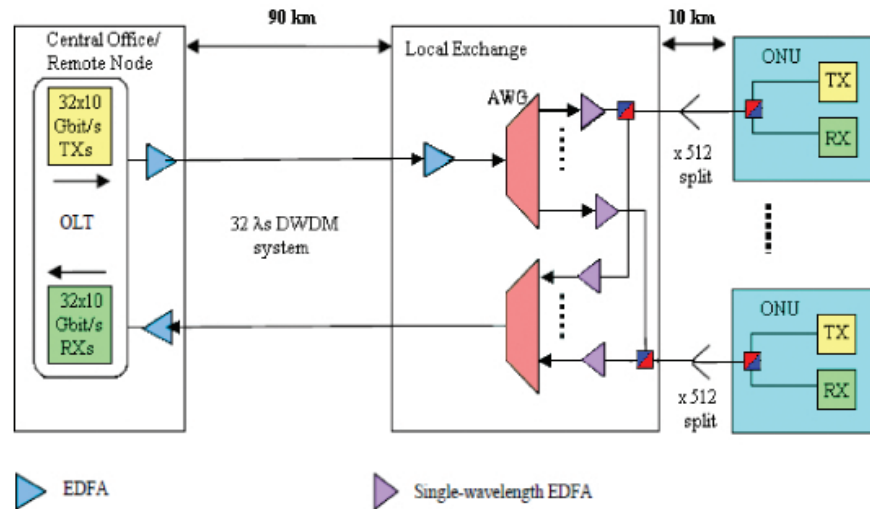 90 km
10 km
Central Office/
Remote Node
Local Exchange
ONU
32x10
Gbit/s
TXs
AWG
TX
RX
x 512
split
OLT
32 λs DWDM
system
32x10
Gbit/s
RXs
ONU
TX
RX
x 512
split
EDFA
Single-wavelength EDFA